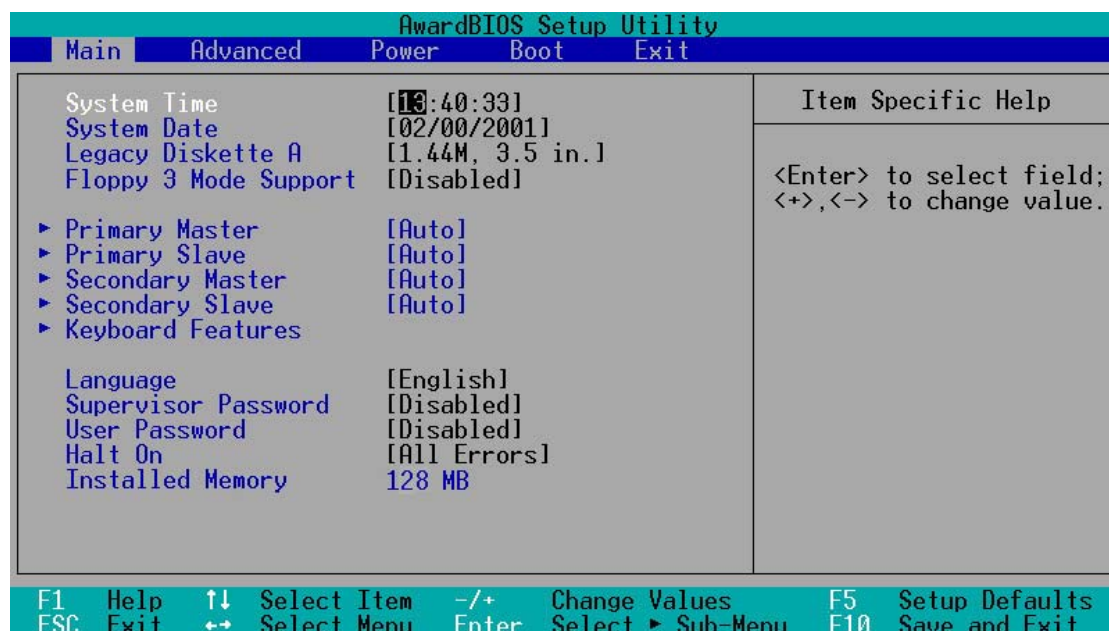 AwardBIOS Setup Utility
Main Advanced Power Boot Exit
System Time [13:40:33]
System Date [02/00/2001]
Legacy Diskette A [1.44M, 3.5 in.]
Floppy 3 Mode Support [Disabled]
► Primary Master [Auto]
► Primary Slave [Auto]
► Secondary Master [Auto]
► Secondary Slave [Auto]
► Keyboard Features
Language [English]
Supervisor Password [Disabled]
User Password [Disabled]
Halt On [All Errors]
Installed Memory 128 MB
Item Specific Help
<Enter> to select field;
<+>,<-> to change value.
F1 Help ↑↓ Select Item -/+ Change Values F5 Setup Defaults
ESC Exit ←→ Select Menu Enter Select ► Sub-Menu F10 Save and Exit